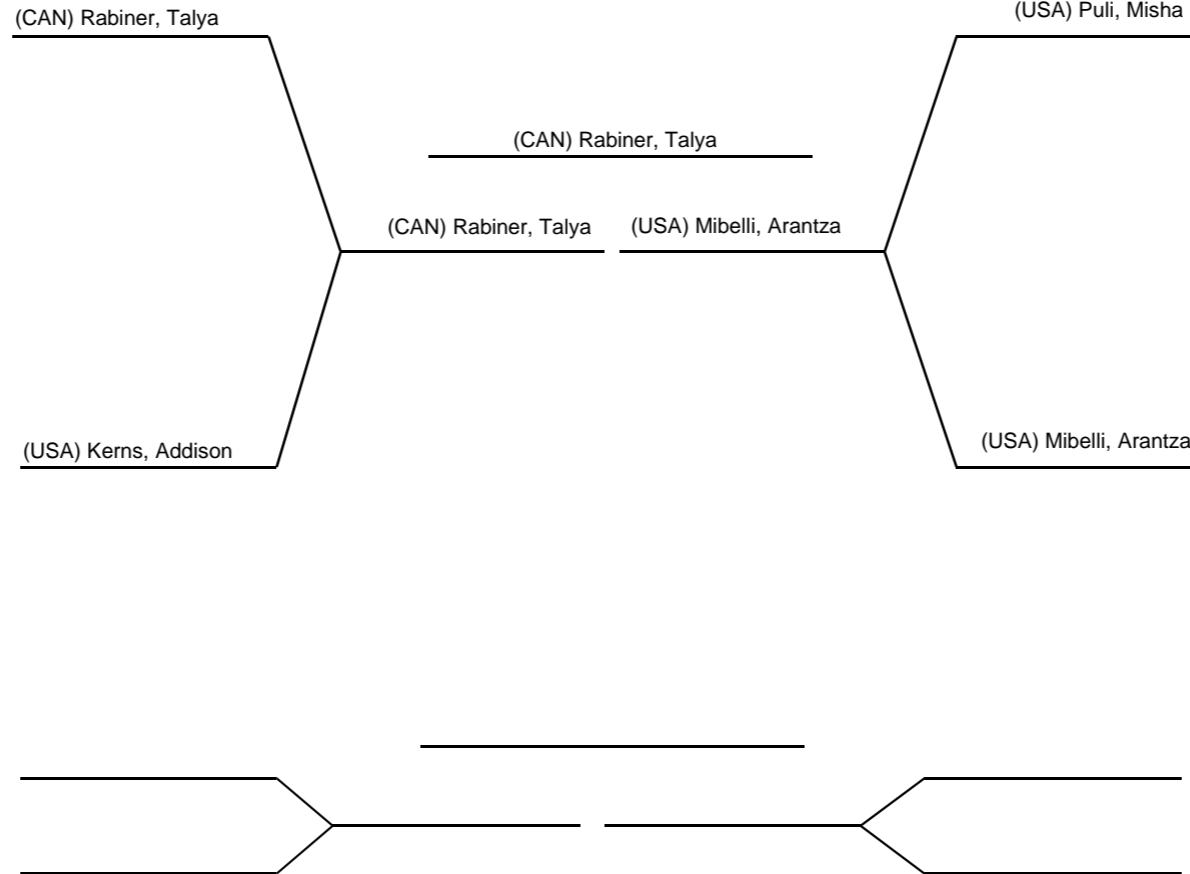 (CAN) Rabiner, Talya
(USA) Puli, Misha
(CAN) Rabiner, Talya
(CAN) Rabiner, Talya
(USA) Mibelli, Arantza
(USA) Kerns, Addison
(USA) Mibelli, Arantza